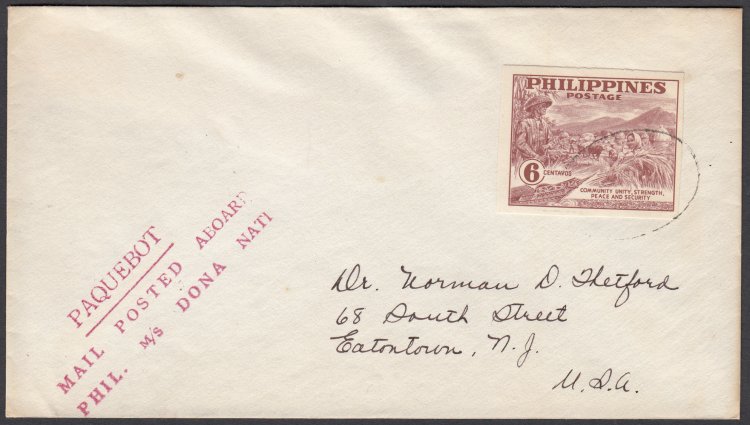 PHILIPPINES
POSTAGE
6 CENTAVOS
COMMUNITY UNITY, STRENGTH,
PEACE AND SECURITY
PAQUEBOT
MAIL POSTED ABOARD
PHIL. M/S DONA NATI
Dr. Norman D. Thetford
68 South Street
Eatontown, N.J.
U.S.A.